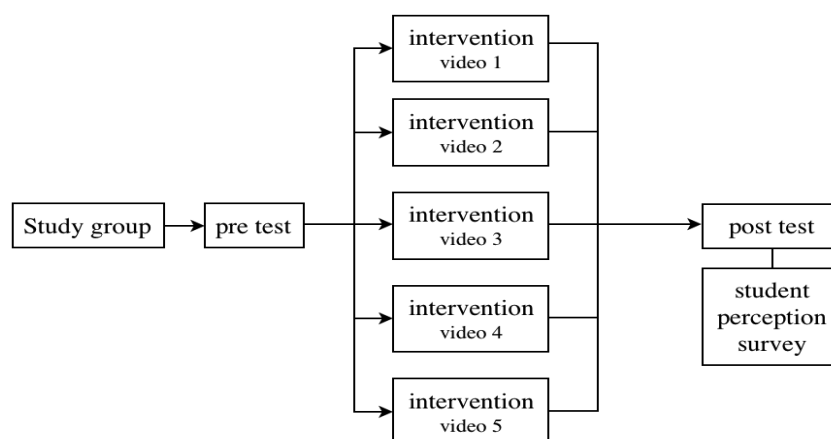 Study group
pre test
intervention
video 1
intervention
video 2
intervention
video 3
intervention
video 4
intervention
video 5
post test
student
perception
survey